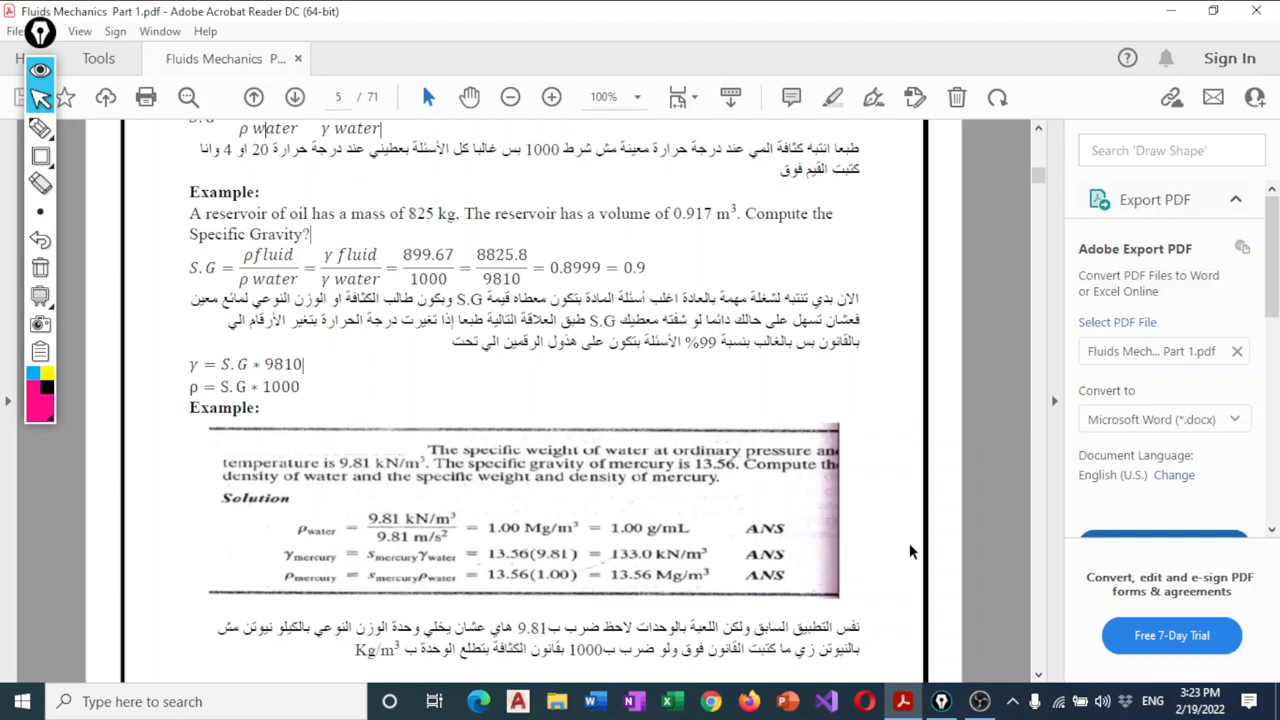 Fluids Mechanics Part 1.pdf - Adobe Acrobat Reader DC (64-bit)
File View Sign Window Help
Tools Fluids Mechanics P... × Sign In
5 / 71 100%
ρ water γ water
طبعا انتبه كثافة المي عند درجة حرارة معينة مش شرط 1000 بس غالبا كل الأسئلة بعطيني عند درجة حرارة 20 او 4 وانا
كتبت القيم فوق
Example:
A reservoir of oil has a mass of 825 kg, The reservoir has a volume of 0.917 m³. Compute the
Specific Gravity?
S.G = ρfluid / ρ water = γ fluid / γ water = 899.67 / 1000 = 8825.8 / 9810 = 0.8999 = 0.9
الان بدي تنتبه لشغلة مهمة بالعادة اغلب أسئلة المادة بتكون معطاه قيمة S.G وبكون طالب الكثافة او الوزن النوعي لمائع معين
فعشان تسهل على حالك دائما لو شفته معطيك S.G طبق العلاقة التالية طبعا إذا تغيرت درجة الحرارة بتغير الأرقام الي
بالقانون بس بالغالب بنسبة 99% الأسئلة بتكون على هذول الرقمين الي تحت
γ = S.G ∗ 9810
ρ = S.G ∗ 1000
Example:
The specific weight of water at ordinary pressure an
temperature is 9.81 kN/m³. The specific gravity of mercury is 13.56. Compute th
density of water and the specific weight and density of mercury.
Solution
ρwater = 9.81 kN/m³ / 9.81 m/s² = 1.00 Mg/m³ = 1.00 g/mL ANS
γmercury = smercuryγwater = 13.56(9.81) = 133.0 kN/m³ ANS
ρmercury = smercuryρwater = 13.56(1.00) = 13.56 Mg/m³ ANS
نفس التطبيق السابق ولكن اللعبة بالوحدات لاحظ ضرب ب9.81 هاي عشان يخلي وحدة الوزن النوعي بالكيلو نيوتن مش
بالنيوتن زي ما كتبت القانون فوق ولو ضرب ب1000 بقانون الكثافة بتطلع الوحدة ب Kg/m³
Search 'Draw Shape'
Export PDF
Adobe Export PDF
Convert PDF Files to Word
or Excel Online
Select PDF File
Fluids Mech... Part 1.pdf
Convert to
Microsoft Word (*.docx)
Document Language:
English (U.S.) Change
Convert, edit and e-sign PDF
forms & agreements
Free 7-Day Trial
Type here to search
ENG
3:23 PM
2/19/2022